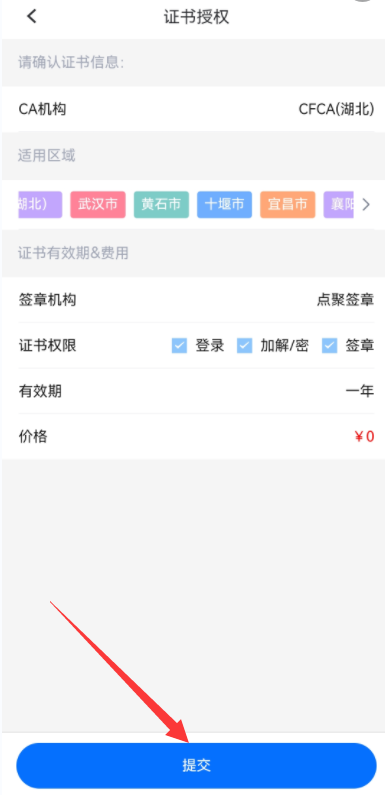 证书授权
请确认证书信息:
CA机构 CFCA(湖北)
适用区域
湖北） 武汉市 黄石市 十堰市 宜昌市 襄阳
证书有效期&费用
签章机构 点聚签章
证书权限 登录 加解/密 签章
有效期 一年
价格 ￥0
提交